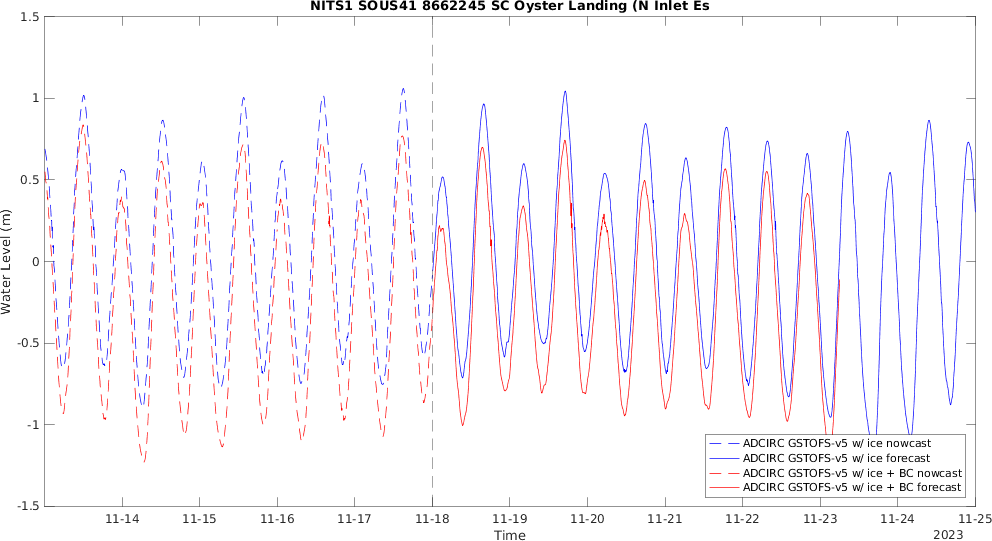 NITS1 SOUS41 8662245 SC Oyster Landing (N Inlet Es
1.5
1
0.5
0
-0.5
-1
-1.5
Water Level (m)
11-14 11-15 11-16 11-17 11-18 11-19 11-20 11-21 11-22 11-23 11-24 11-25
Time
2023
ADCIRC GSTOFS-v5 w/ ice nowcast
ADCIRC GSTOFS-v5 w/ ice forecast
ADCIRC GSTOFS-v5 w/ ice + BC nowcast
ADCIRC GSTOFS-v5 w/ ice + BC forecast